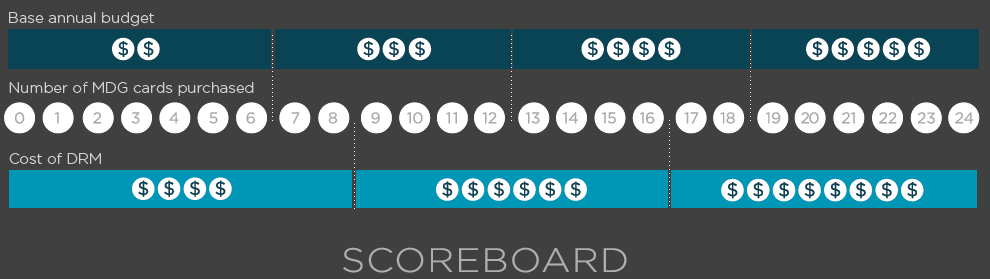 Base annual budget
$ $ $ $ $ $ $ $ $ $ $ $ $ $
Number of MDG cards purchased
0 1 2 3 4 5 6 7 8 9 10 11 12 13 14 15 16 17 18 19 20 21 22 23 24
Cost of DRM
$ $ $ $ $ $ $ $ $ $ $ $ $ $ $ $ $ $
SCOREBOARD